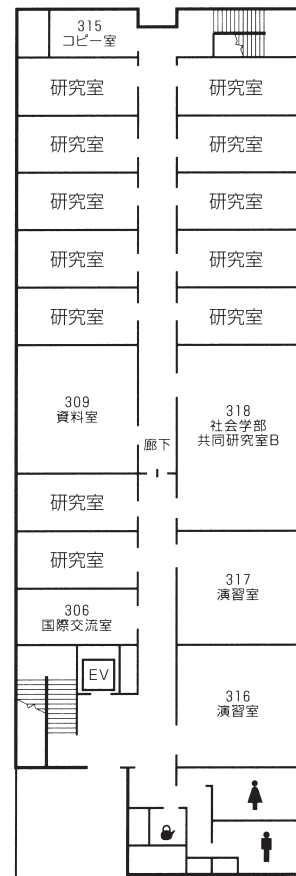 315
コピー室
研究室
研究室
研究室
研究室
研究室
研究室
研究室
研究室
研究室
研究室
309
資料室
318
社会学部
共同研究室B
廊下
研究室
研究室
317
演習室
306
国際交流室
EV
316
演習室